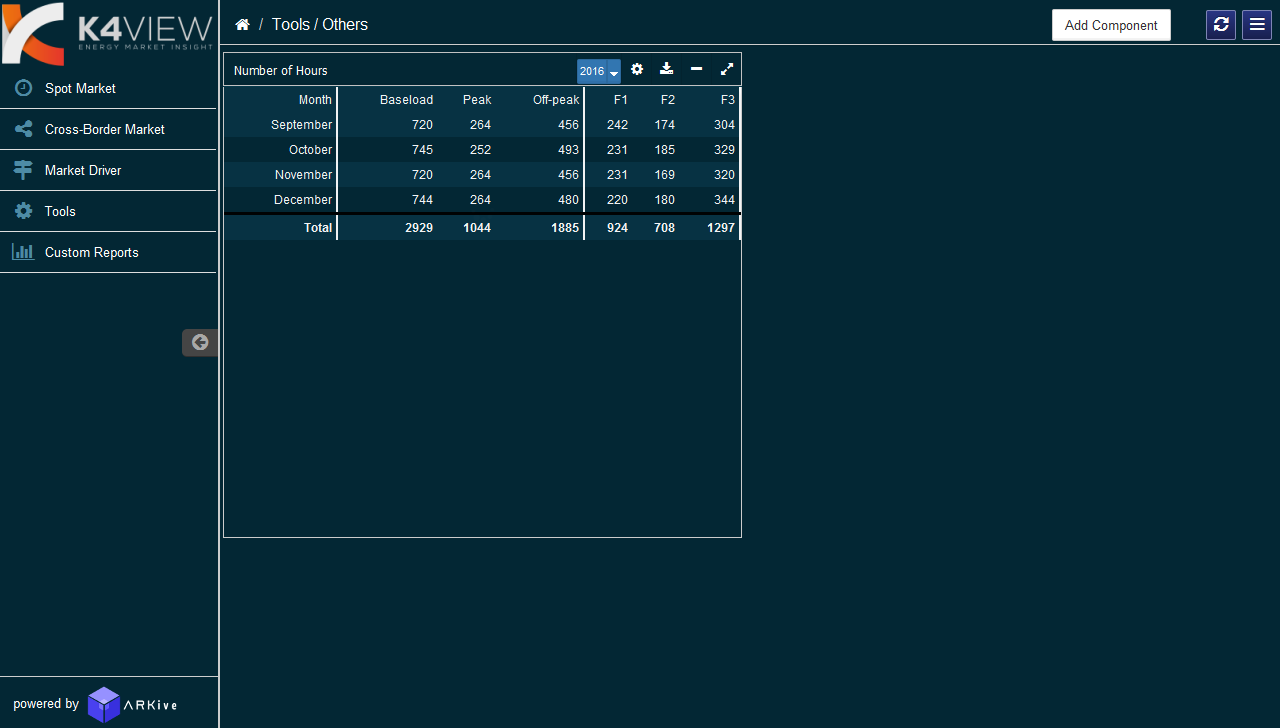 K4VIEW
ENERGY MARKET INSIGHT
Spot Market
Cross-Border Market
Market Driver
Tools
Custom Reports
powered by ARKive
/ Tools / Others
Add Component
Number of Hours
2016
Month Baseload Peak Off-peak F1 F2 F3
September 720 264 456 242 174 304
October 745 252 493 231 185 329
November 720 264 456 231 169 320
December 744 264 480 220 180 344
Total 2929 1044 1885 924 708 1297